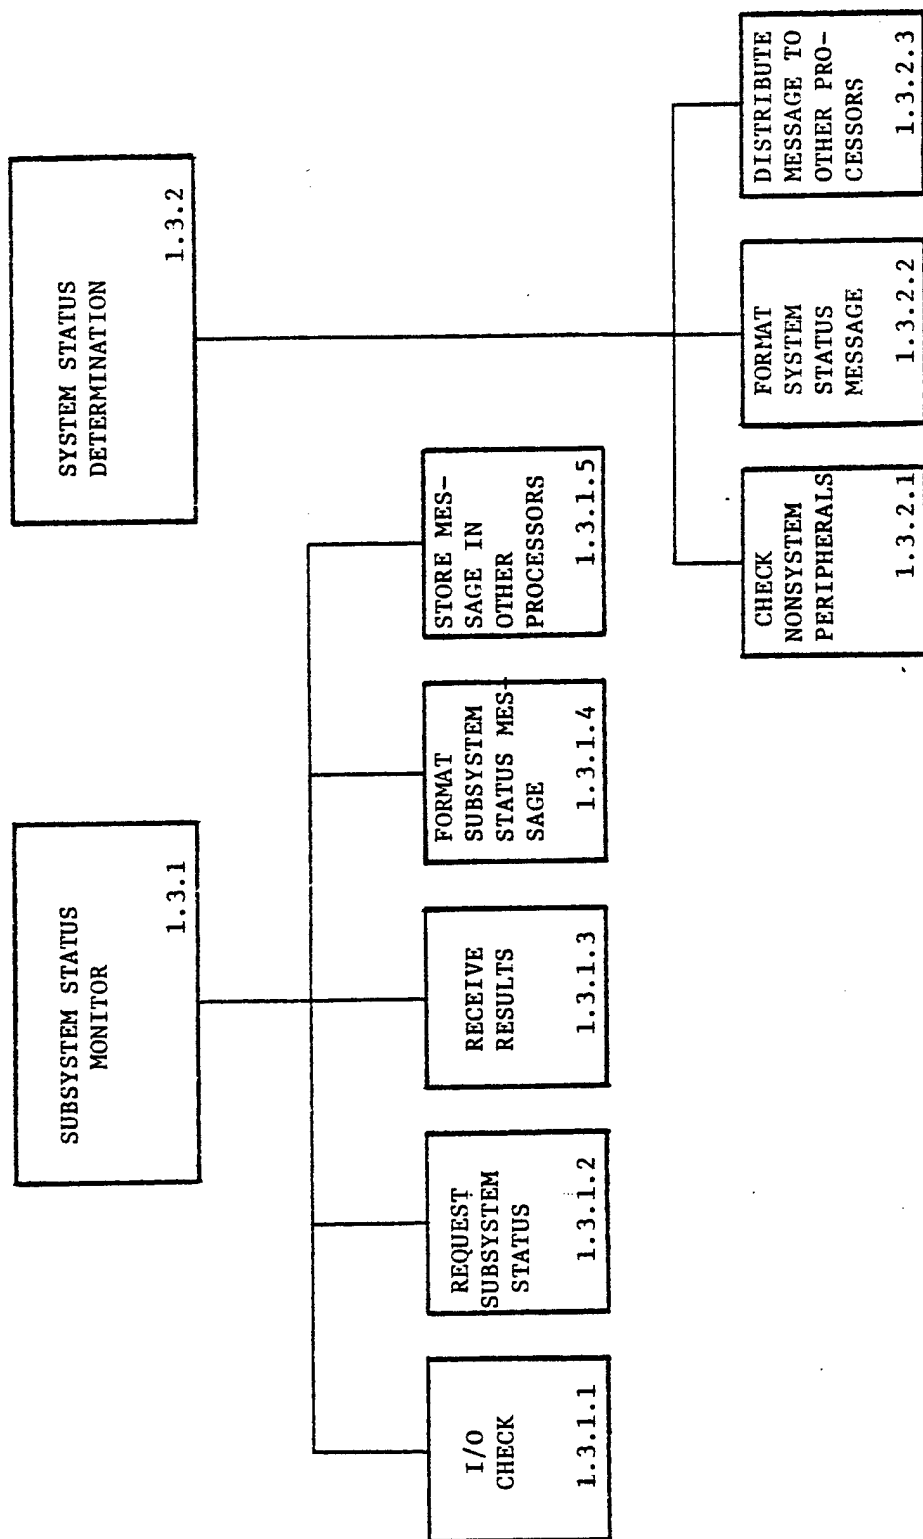 SUBSYSTEM STATUS
MONITOR
1.3.1
SYSTEM STATUS
DETERMINATION
1.3.2
I/O
CHECK
1.3.1.1
REQUEST
SUBSYSTEM
STATUS
1.3.1.2
RECEIVE
RESULTS
1.3.1.3
FORMAT
SUBSYSTEM
STATUS MES-
SAGE
1.3.1.4
STORE MES-
SAGE IN
OTHER
PROCESSORS
1.3.1.5
CHECK
NONSYSTEM
PERIPHERALS
1.3.2.1
FORMAT
SYSTEM
STATUS
MESSAGE
1.3.2.2
DISTRIBUTE
MESSAGE TO
OTHER PRO-
CESSORS
1.3.2.3